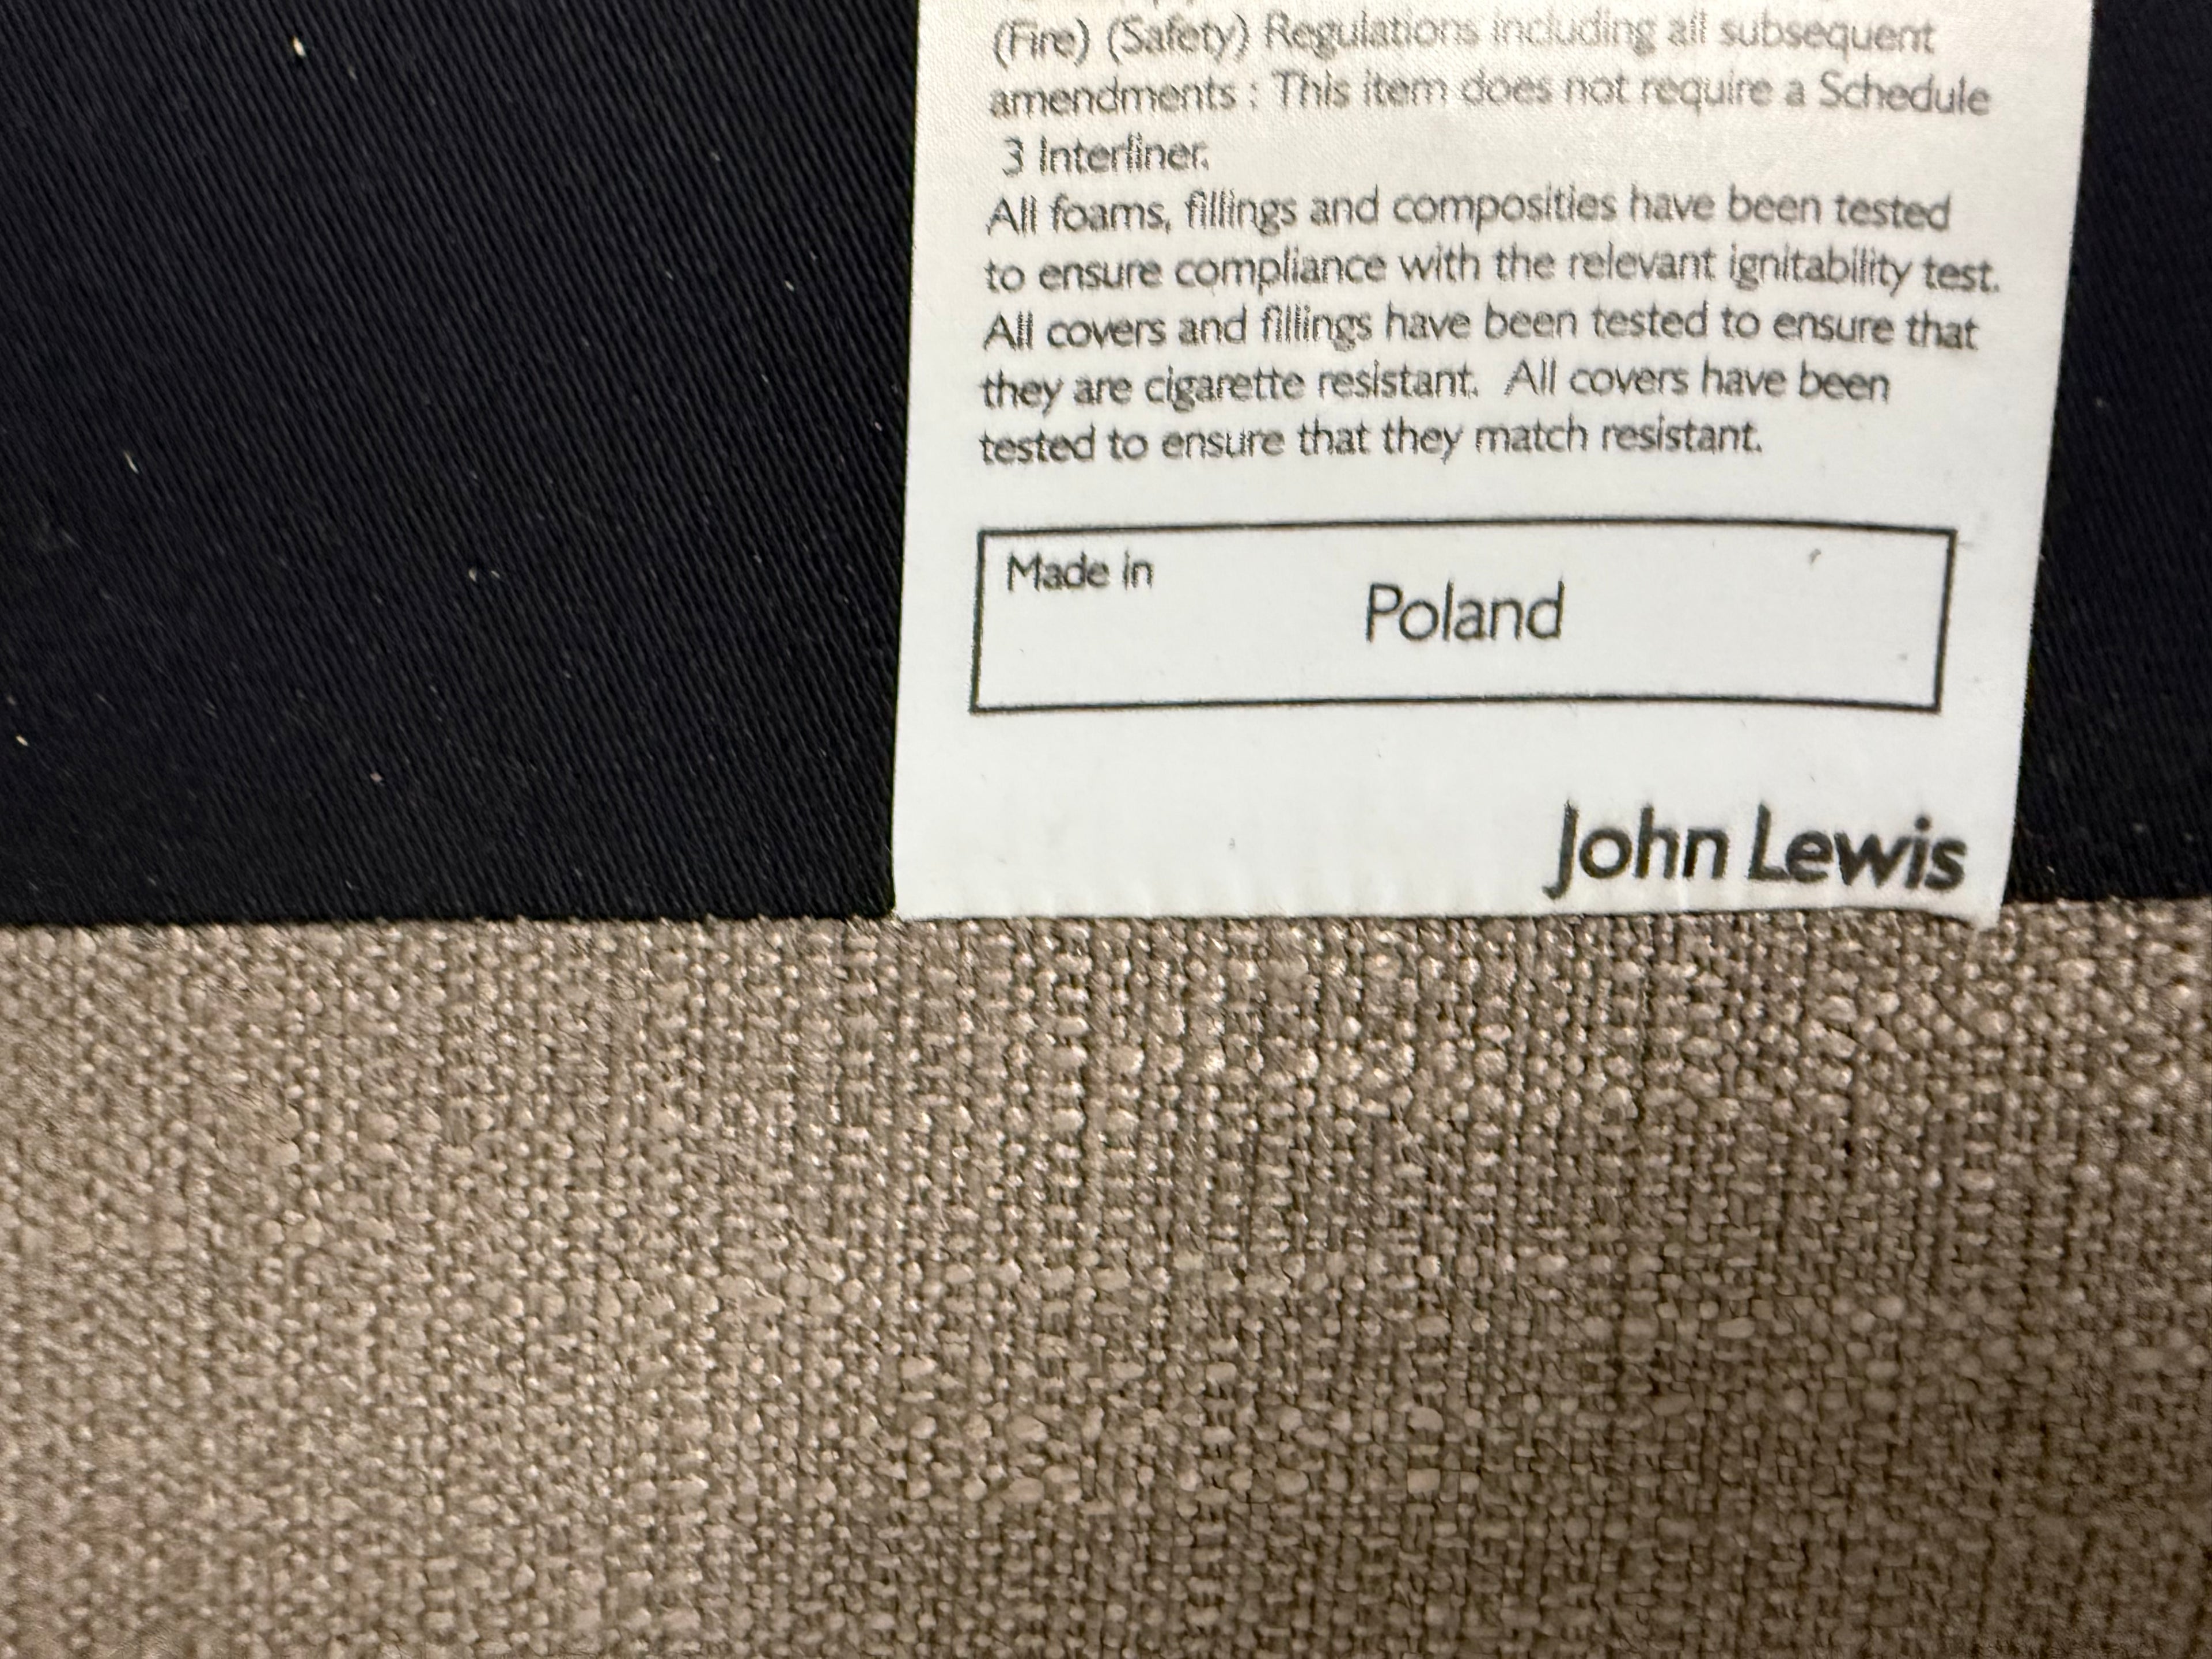 (Fire) (Safety) Regulations including all subsequent
amendments : This item does not require a Schedule
3 Interliner.
All foams, fillings and composities have been tested
to ensure compliance with the relevant ignitability test.
All covers and fillings have been tested to ensure that
they are cigarette resistant. All covers have been
tested to ensure that they match resistant.
Made in
Poland
John Lewis